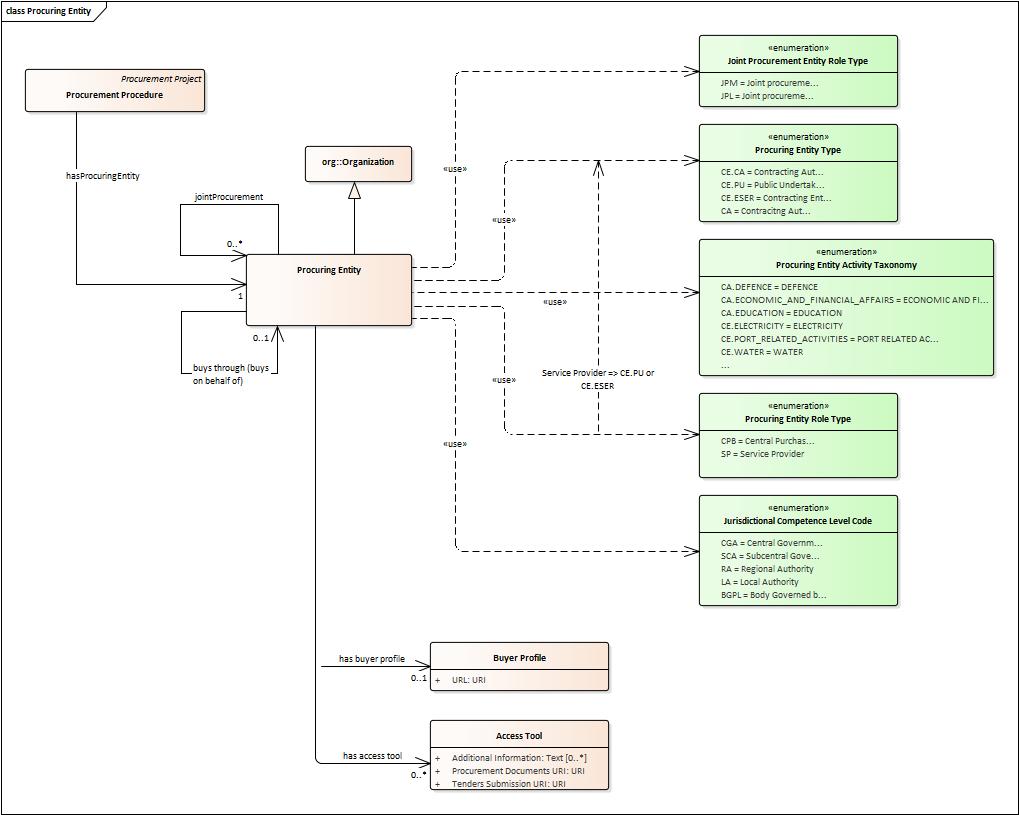 class Procuring Entity
Procurement Project
Procurement Procedure
hasProcuringEntity
jointProcurement
0..*
1
org::Organization
Procuring Entity
0..1
buys through (buys
on behalf of)
«use»
«use»
«use»
«use»
«use»
Service Provider => CE.PU or
CE.ESER
«enumeration»
Joint Procurement Entity Role Type
JPM = Joint procureme...
JPL = Joint procureme...
«enumeration»
Procuring Entity Type
CE.CA = Contracting Aut...
CE.PU = Public Undertak...
CE.ESER = Contracting Ent...
CA = Contracitng Aut...
«enumeration»
Procuring Entity Activity Taxonomy
CA.DEFENCE = DEFENCE
CA.ECONOMIC_AND_FINANCIAL_AFFAIRS = ECONOMIC AND FI...
CA.EDUCATION = EDUCATION
CE.ELECTRICITY = ELECTRICITY
CE.PORT_RELATED_ACTIVITIES = PORT RELATED AC...
CE.WATER = WATER
...
«enumeration»
Procuring Entity Role Type
CPB = Central Purchas...
SP = Service Provider
«enumeration»
Jurisdictional Competence Level Code
CGA = Central Governm...
SCA = Subcentral Gove...
RA = Regional Authority
LA = Local Authority
BGPL = Body Governed b...
has buyer profile
0..1
Buyer Profile
+ URL: URI
has access tool
0..*
Access Tool
+ Additional Information: Text [0..*]
+ Procurement Documents URI: URI
+ Tenders Submission URI: URI